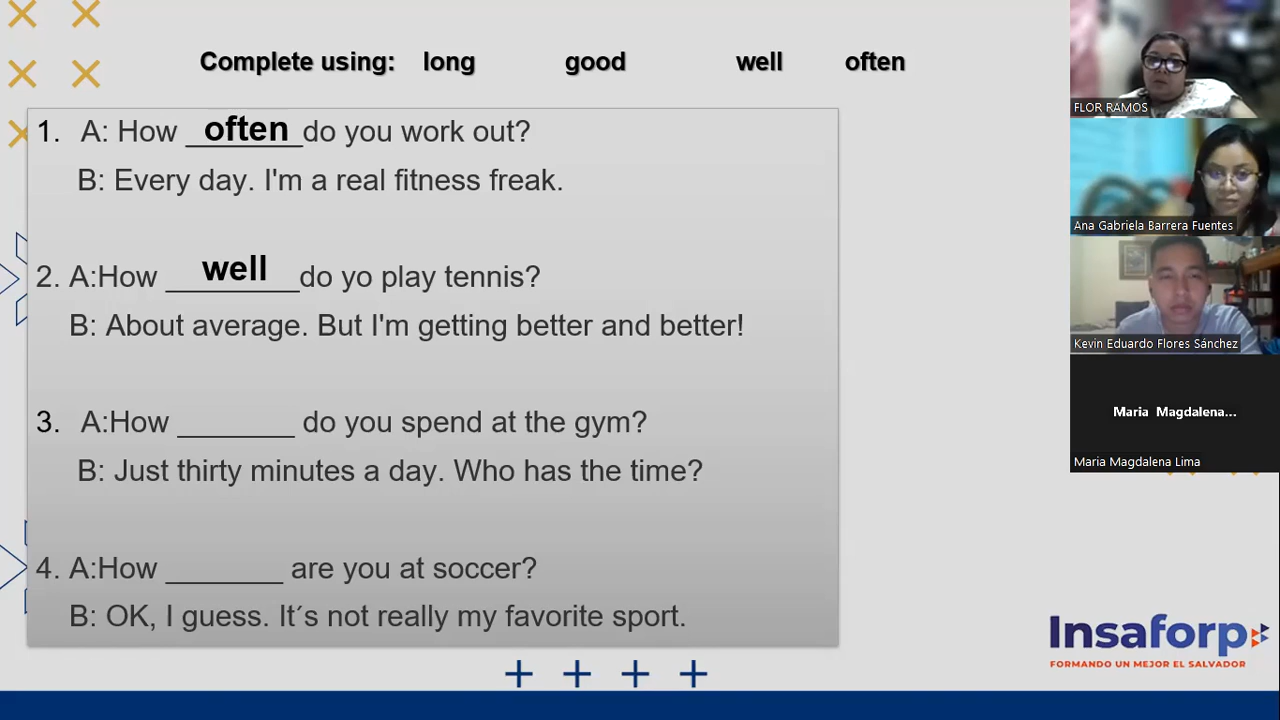 Complete using: long good well often
1. A: How often do you work out?
B: Every day. I'm a real fitness freak.
2. A:How well do yo play tennis?
B: About average. But I'm getting better and better!
3. A:How _______ do you spend at the gym?
B: Just thirty minutes a day. Who has the time?
4. A:How _______ are you at soccer?
B: OK, I guess. It´s not really my favorite sport.
FLOR RAMOS
Ana Gabriela Barrera Fuentes
Kevin Eduardo Flores Sánchez
Maria Magdalena...
Maria Magdalena Lima
Insaforp
FORMANDO UN MEJOR EL SALVADOR